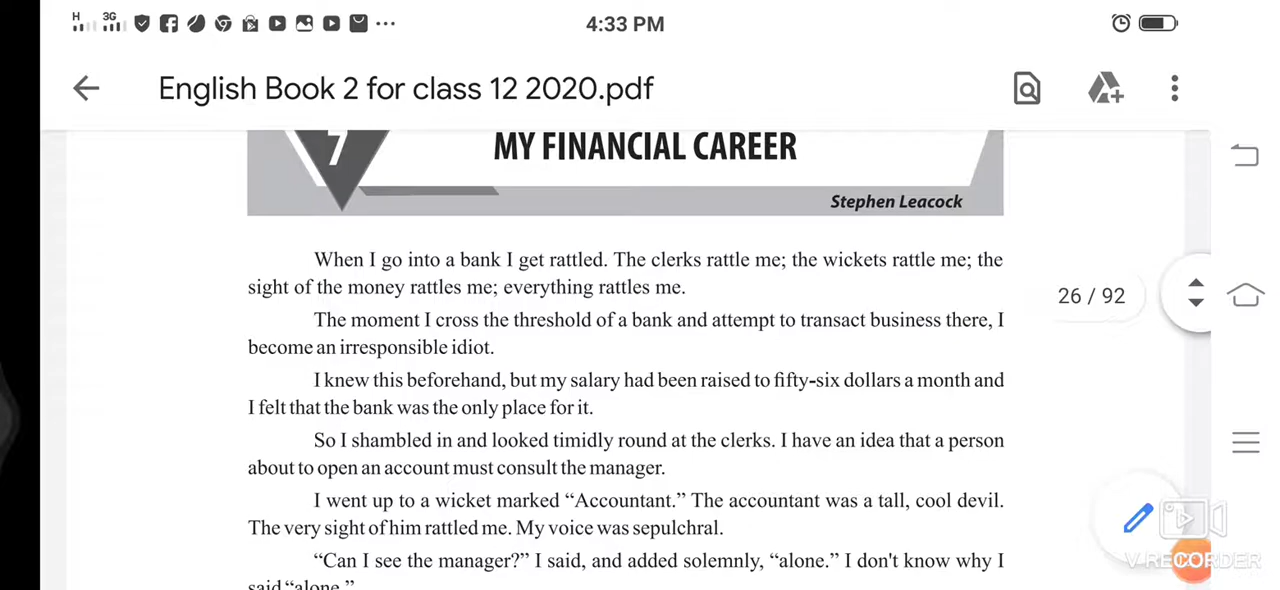 H 3G 4:33 PM
English Book 2 for class 12 2020.pdf
7 MY FINANCIAL CAREER
Stephen Leacock
When I go into a bank I get rattled. The clerks rattle me; the wickets rattle me; the
sight of the money rattles me; everything rattles me.
26 / 92
The moment I cross the threshold of a bank and attempt to transact business there, I
become an irresponsible idiot.
I knew this beforehand, but my salary had been raised to fifty-six dollars a month and
I felt that the bank was the only place for it.
So I shambled in and looked timidly round at the clerks. I have an idea that a person
about to open an account must consult the manager.
I went up to a wicket marked “Accountant.” The accountant was a tall, cool devil.
The very sight of him rattled me. My voice was sepulchral.
“Can I see the manager?” I said, and added solemnly, “alone.” I don't know why I
said “alone.”
V-RECORDER